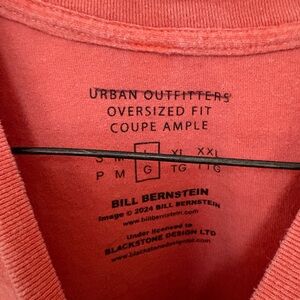 URBAN OUTFITTERS
OVERSIZED FIT
COUPE AMPLE
S M L XL XXL
P M G TG TTG
BILL BERNSTEIN
Image © 2024 BILL BERNSTEIN
www.billbernstein.com
Under licensed to
BLACKSTONE DESIGN LTD